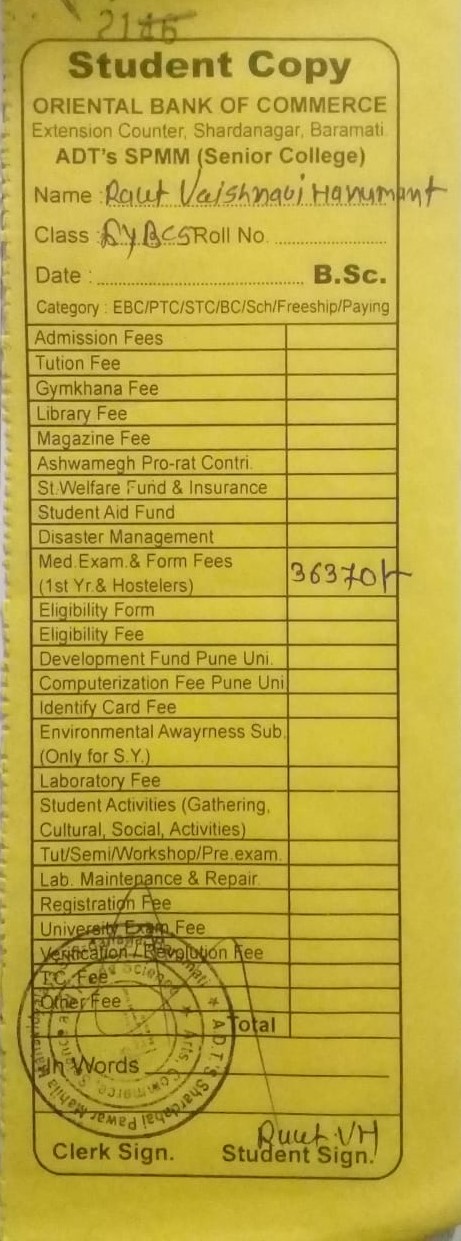 2146
Student Copy
ORIENTAL BANK OF COMMERCE
Extension Counter, Shardanagar, Baramati.
ADT's SPMM (Senior College)
Name : Raut Vaishnavi Hanumant
Class : SYBCS Roll No. ....................
Date : ........................................ B.Sc.
Category : EBC/PTC/STC/BC/Sch/Freeship/Paying
Admission Fees
Tution Fee
Gymkhana Fee
Library Fee
Magazine Fee
Ashwamegh Pro-rat Contri.
St.Welfare Fund & Insurance
Student Aid Fund
Disaster Management
Med.Exam.& Form Fees
(1st Yr.& Hostelers) 36370/-
Eligibility Form
Eligibility Fee
Development Fund Pune Uni.
Computerization Fee Pune Uni
Identify Card Fee
Environmental Awayrness Sub.
(Only for S.Y.)
Laboratory Fee
Student Activities (Gathering,
Cultural, Social, Activities)
Tut/Semi/Workshop/Pre.exam.
Lab. Maintenance & Repair.
Registration Fee
University Exam Fee
Verification / Revolution Fee
T.C. Fee
Other Fee
Total
In Words
A.D.T.'s Shardabai Pawar Mahila
Arts, Commerce, Science
Raut.VH
Clerk Sign. Student Sign.